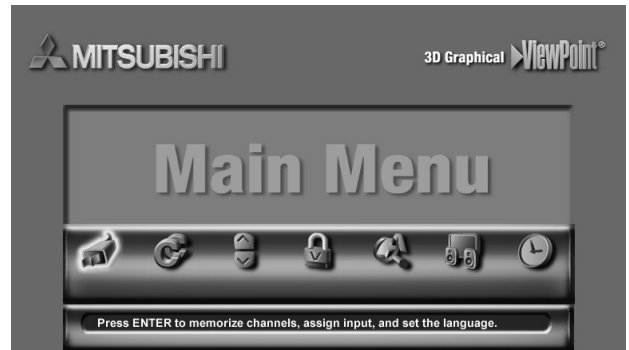 MITSUBISHI
3D Graphical ViewPoint®
Main Menu
V
Press ENTER to memorize channels, assign input, and set the language.